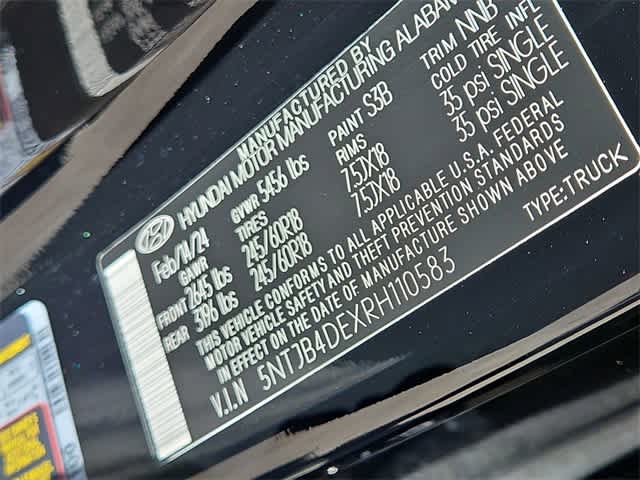 MANUFACTURED BY
HYUNDAI MOTOR MANUFACTURING ALABAM
Feb/14/24 GVWR 5456 lbs PAINT S3B TRIM NNB
GAWR TIRES RIMS COLD TIRE INFL
FRONT 2645 lbs 245/60R18 7.5JX18 35 psi SINGLE
REAR 3196 lbs 245/60R18 7.5JX18 35 psi SINGLE
THIS VEHICLE CONFORMS TO ALL APPLICABLE U.S.A. FEDERAL
MOTOR VEHICLE SAFETY AND THEFT PREVENTION STANDARDS
IN EFFECT ON THE DATE OF MANUFACTURE SHOWN ABOVE
V.I.N 5NTJB4DEXRH110583 TYPE:TRUCK